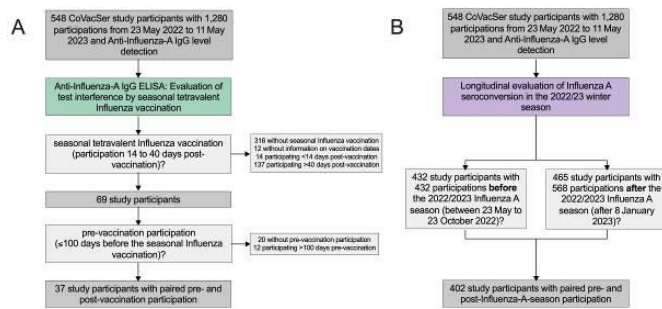 A
548 CoVacSer study participants with 1,280
participations from 23 May 2022 to 11 May
2023 and Anti-Influenza-A IgG level
detection
Anti-Influenza-A IgG ELISA: Evaluation of
test interference by seasonal tetravalent
Influenza vaccination
seasonal tetravalent Influenza vaccination
(participation 14 to 40 days post-
vaccination)?
316 without seasonal Influenza vaccination
12 without information on vaccination dates
14 participating <14 days post-vaccination
137 participating >40 days post-vaccination
69 study participants
pre-vaccination participation
(≤100 days before the seasonal Influenza
vaccination)?
20 without pre-vaccination participation
12 participating >100 days pre-vaccination
37 study participants with paired pre- and
post-vaccination participation
B
548 CoVacSer study participants with 1,280
participations from 23 May 2022 to 11 May
2023 and Anti-Influenza-A IgG level
detection
Longitudinal evaluation of Influenza A
seroconversion in the 2022/23 winter
season
432 study participants with
432 participations before
the 2022/2023 Influenza A
season (between 23 May to
23 October 2022)?
465 study participants with
568 participations after the
2022/2023 Influenza A
season (after 8 January
2023)?
402 study participants with paired pre- and
post-Influenza-A-season participation